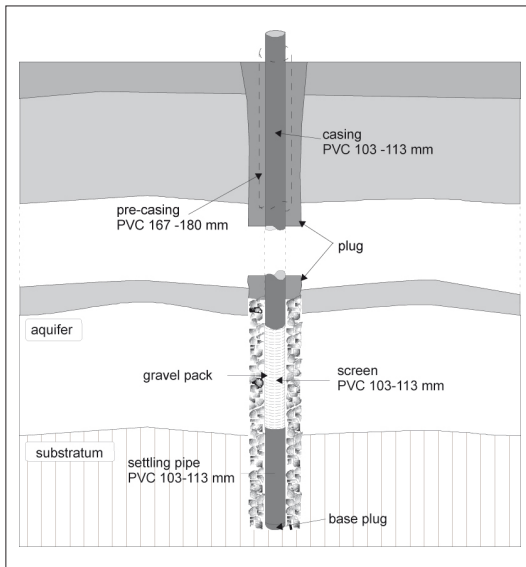 casing
PVC 103 -113 mm
pre-casing
PVC 167 -180 mm
plug
aquifer
gravel pack
screen
PVC 103-113 mm
substratum
settling pipe
PVC 103-113 mm
base plug